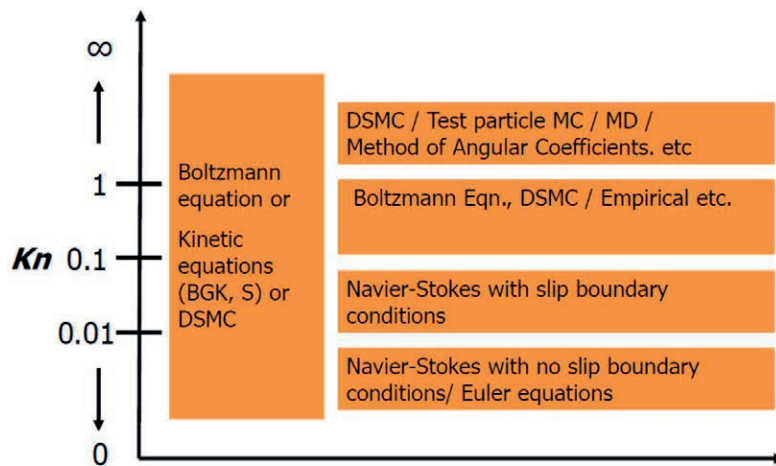 ∞
1
Kn 0.1
0.01
0
Boltzmann
equation or
Kinetic
equations
(BGK, S) or
DSMC
DSMC / Test particle MC / MD /
Method of Angular Coefficients. etc
Boltzmann Eqn., DSMC / Empirical etc.
Navier-Stokes with slip boundary
conditions
Navier-Stokes with no slip boundary
conditions/ Euler equations